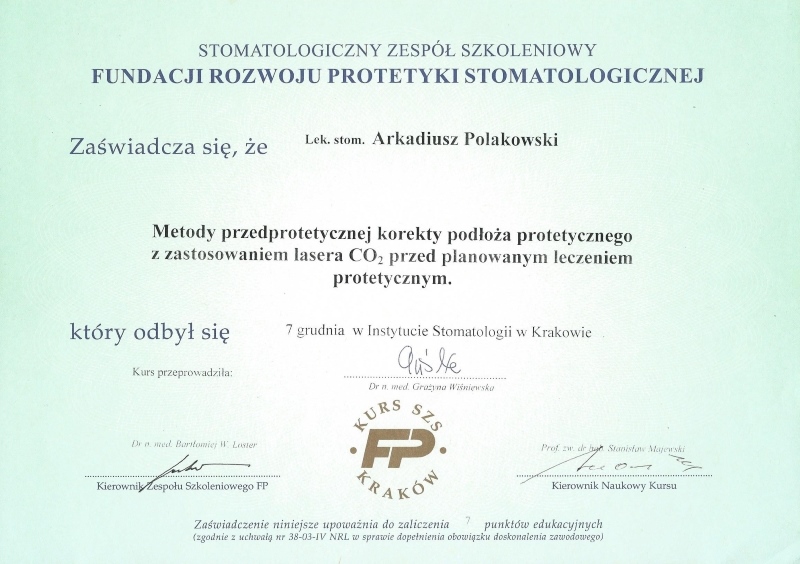 STOMATOLOGICZNY ZESPÓŁ SZKOLENIOWY
FUNDACJI ROZWOJU PROTETYKI STOMATOLOGICZNEJ
Zaświadcza się, że Lek. stom. Arkadiusz Polakowski
Metody przedprotetycznej korekty podłoża protetycznego
z zastosowaniem lasera CO₂ przed planowanym leczeniem
protetycznym.
który odbył się 7 grudnia w Instytucie Stomatologii w Krakowie
Kurs przeprowadziła:
Dr n. med. Grażyna Wiśniewska
KURS SZS
FP
KRAKÓW
Dr n. med. Bartłomiej W. Loster
Kierownik Zespołu Szkoleniowego FP
Prof. zw. dr hab. Stanisław Majewski
Kierownik Naukowy Kursu
Zaświadczenie niniejsze upoważnia do zaliczenia 7 punktów edukacyjnych
(zgodnie z uchwałą nr 38-03-IV NRL w sprawie dopełnienia obowiązku doskonalenia zawodowego)